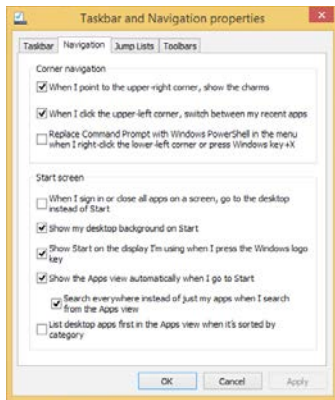 Taskbar and Navigation properties
Taskbar Navigation Jump Lists Toolbars
Corner navigation
When I point to the upper-right corner, show the charms
When I click the upper-left corner, switch between my recent apps
Replace Command Prompt with Windows PowerShell in the menu
when I right-click the lower-left corner or press Windows key+X
Start screen
When I sign in or close all apps on a screen, go to the desktop
instead of Start
Show my desktop background on Start
Show Start on the display I'm using when I press the Windows logo
key
Show the Apps view automatically when I go to Start
Search everywhere instead of just my apps when I search
from the Apps view
List desktop apps first in the Apps view when it's sorted by
category
OK Cancel Apply